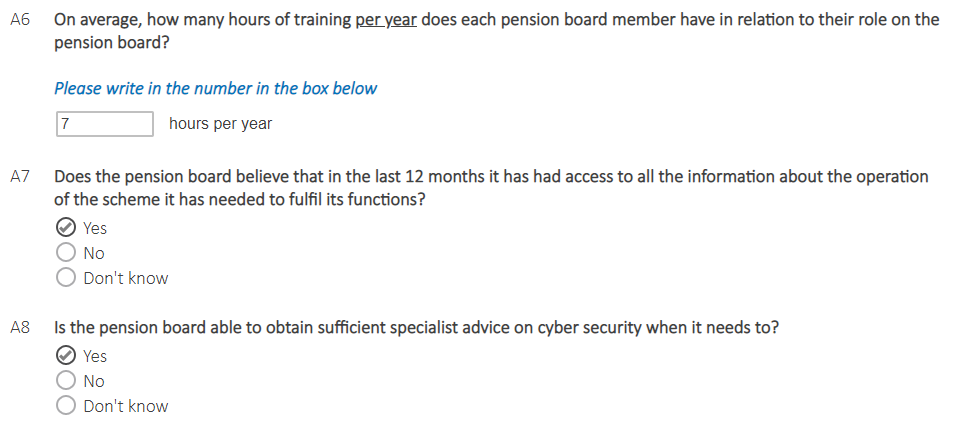 A6 On average, how many hours of training per year does each pension board member have in relation to their role on the
pension board?
Please write in the number in the box below
7 hours per year
A7 Does the pension board believe that in the last 12 months it has had access to all the information about the operation
of the scheme it has needed to fulfil its functions?
Yes
No
Don't know
A8 Is the pension board able to obtain sufficient specialist advice on cyber security when it needs to?
Yes
No
Don't know